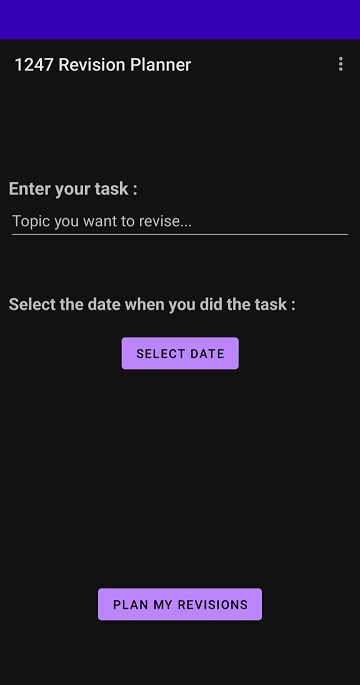 1247 Revision Planner
Enter your task :
Topic you want to revise...
Select the date when you did the task :
SELECT DATE
PLAN MY REVISIONS